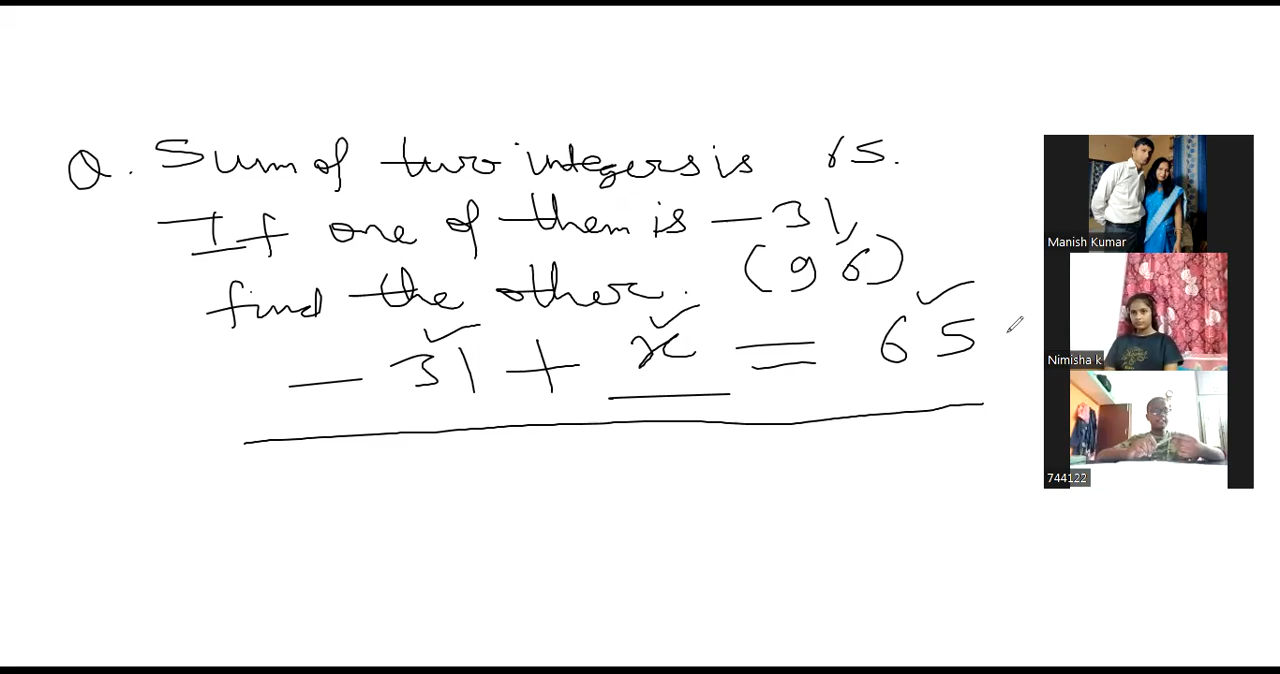 Q. Sum of two integers is 65.
If one of them is - 31,
find the other. (96)
- 31 + x = 65
Manish Kumar
Nimisha k
744122